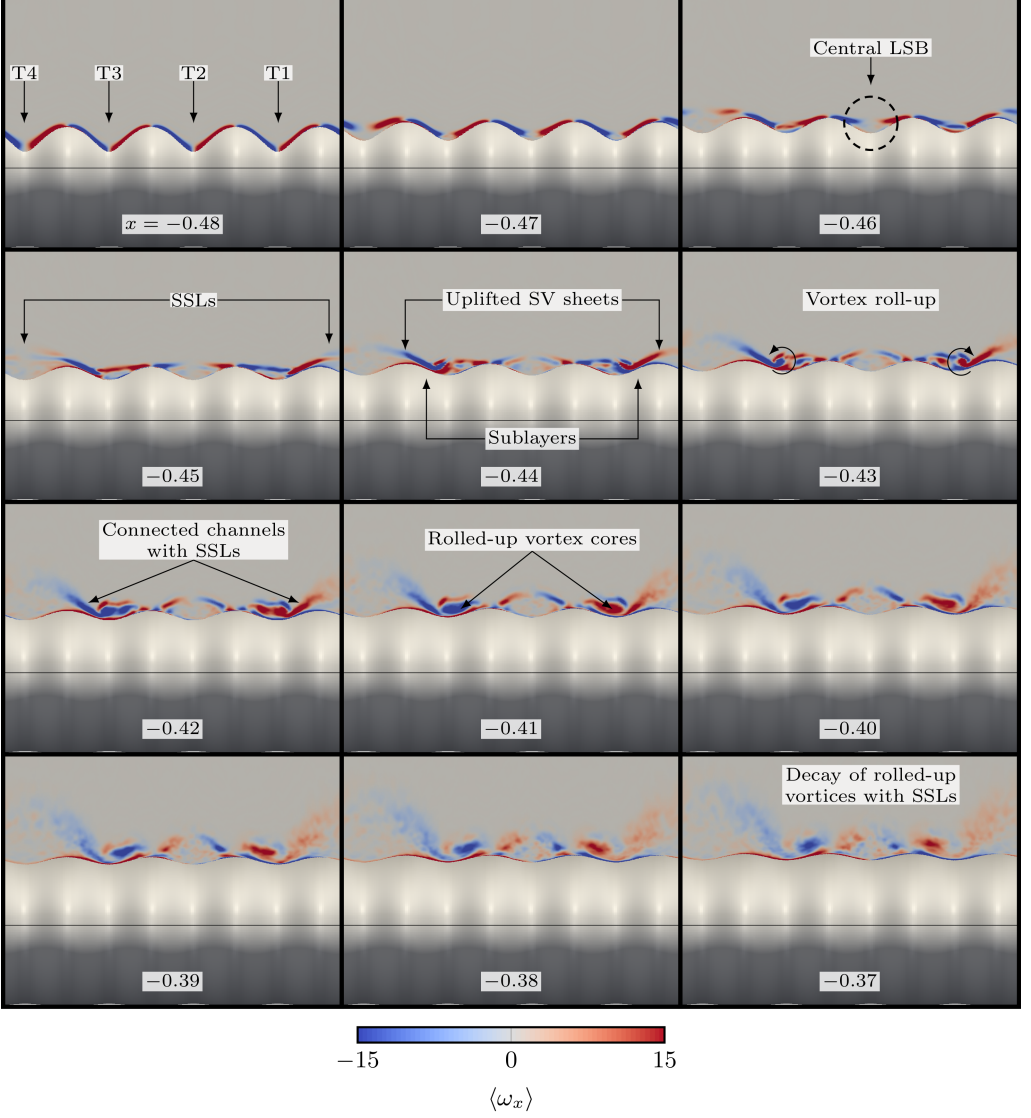 T4
T3
T2
T1
x = −0.48
−0.47
Central LSB
−0.46
SSLs
−0.45
Uplifted SV sheets
Sublayers
−0.44
Vortex roll-up
−0.43
Connected channels
with SSLs
−0.42
Rolled-up vortex cores
−0.41
−0.40
−0.39
−0.38
Decay of rolled-up
vortices with SSLs
−0.37
−15
0
15
⟨ωx⟩